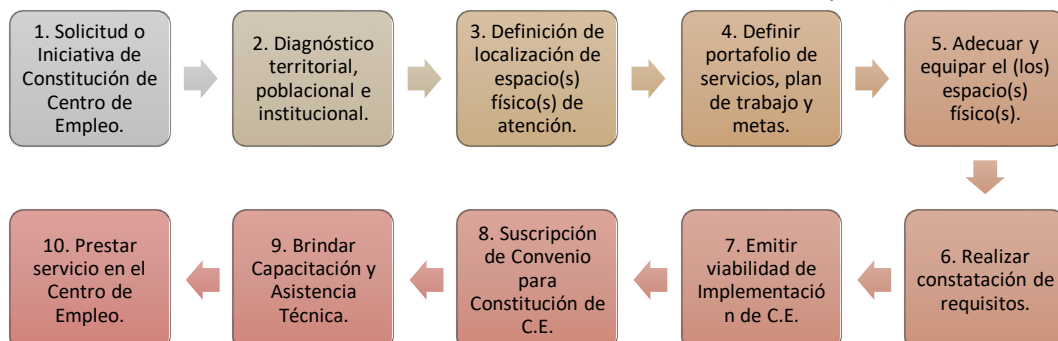 1. Solicitud o
Iniciativa de
Constitución de
Centro de
Empleo.
2. Diagnóstico
territorial,
poblacional e
institucional.
3. Definición de
localización de
espacio(s)
físico(s) de
atención.
4. Definir
portafolio de
servicios, plan
de trabajo y
metas.
5. Adecuar y
equipar el (los)
espacio(s)
físico(s).
6. Realizar
constatación de
requisitos.
7. Emitir
viabilidad de
Implementació
n de C.E.
8. Suscripción
de Convenio
para
Constitución de
C.E.
9. Brindar
Capacitación y
Asistencia
Técnica.
10. Prestar
servicio en el
Centro de
Empleo.